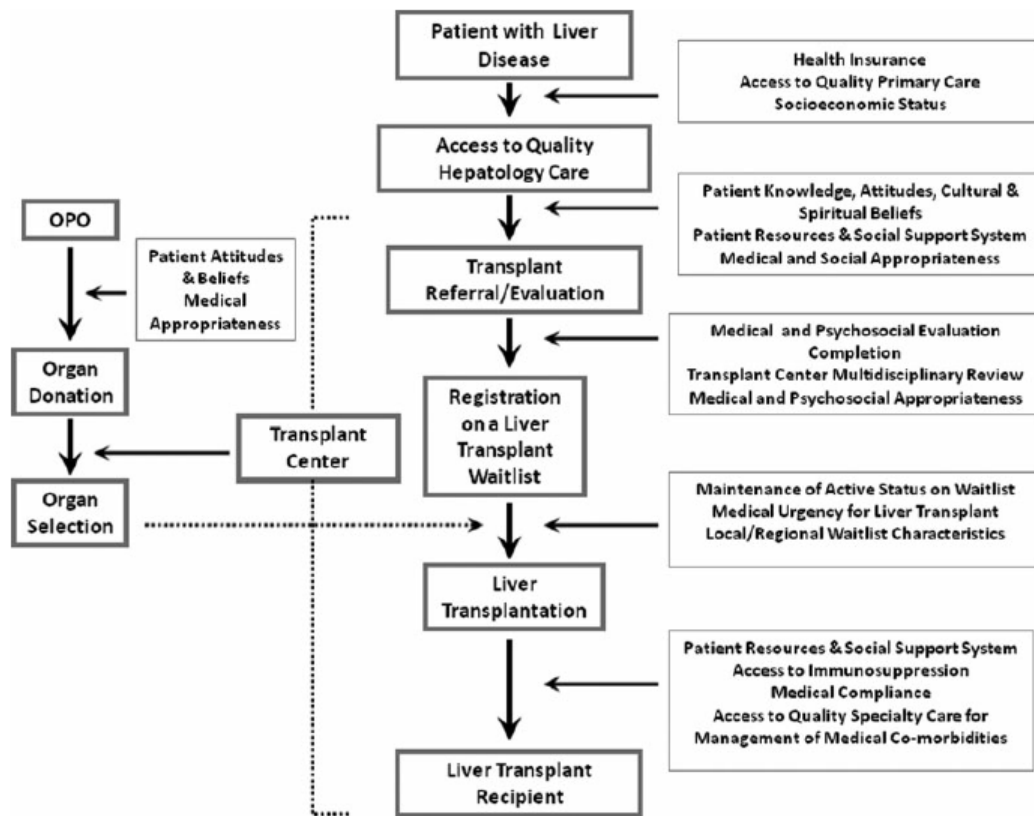 Patient with Liver
Disease
Health Insurance
Access to Quality Primary Care
Socioeconomic Status
Access to Quality
Hepatology Care
Patient Knowledge, Attitudes, Cultural &
Spiritual Beliefs
Patient Resources & Social Support System
Medical and Social Appropriateness
OPO
Patient Attitudes
& Beliefs
Medical
Appropriateness
Transplant
Referral/Evaluation
Medical and Psychosocial Evaluation
Completion
Transplant Center Multidisciplinary Review
Medical and Psychosocial Appropriateness
Organ
Donation
Registration
on a Liver
Transplant
Waitlist
Transplant
Center
Organ
Selection
Maintenance of Active Status on Waitlist
Medical Urgency for Liver Transplant
Local/Regional Waitlist Characteristics
Liver
Transplantation
Patient Resources & Social Support System
Access to Immunosuppression
Medical Compliance
Access to Quality Specialty Care for
Management of Medical Co-morbidities
Liver Transplant
Recipient